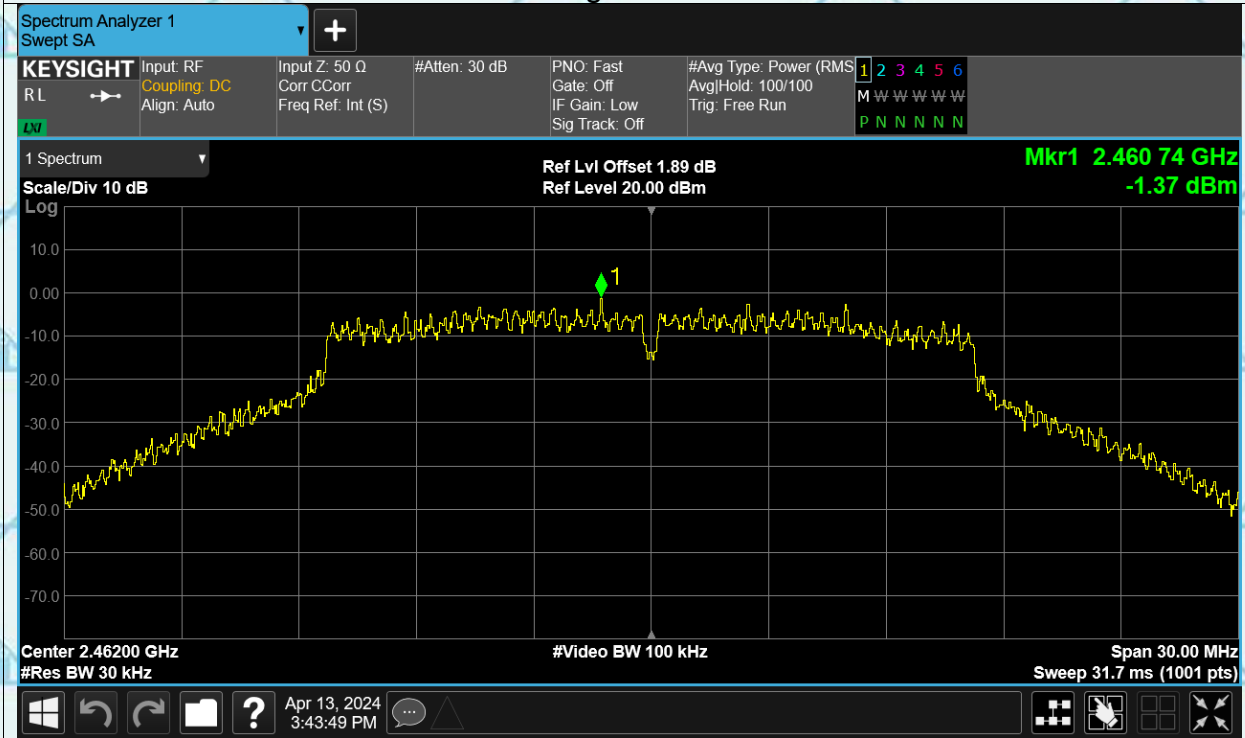 Spectrum Analyzer 1
Swept SA
▼
+
KEYSIGHT
R L
LXI
Input: RF
Coupling: DC
Align: Auto
Input Z: 50 Ω
Corr CCorr
Freq Ref: Int (S)
#Atten: 30 dB
PNO: Fast
Gate: Off
IF Gain: Low
Sig Track: Off
#Avg Type: Power (RMS
Avg|Hold: 100/100
Trig: Free Run
1 2 3 4 5 6
M W W W W W
P N N N N N
1 Spectrum
▼
Scale/Div 10 dB
Log
Ref Lvl Offset 1.89 dB
Ref Level 20.00 dBm
Mkr1 2.460 74 GHz
-1.37 dBm
1
10.0
0.00
-10.0
-20.0
-30.0
-40.0
-50.0
-60.0
-70.0
Center 2.46200 GHz
#Res BW 30 kHz
#Video BW 100 kHz
Span 30.00 MHz
Sweep 31.7 ms (1001 pts)
?
Apr 13, 2024
3:43:49 PM